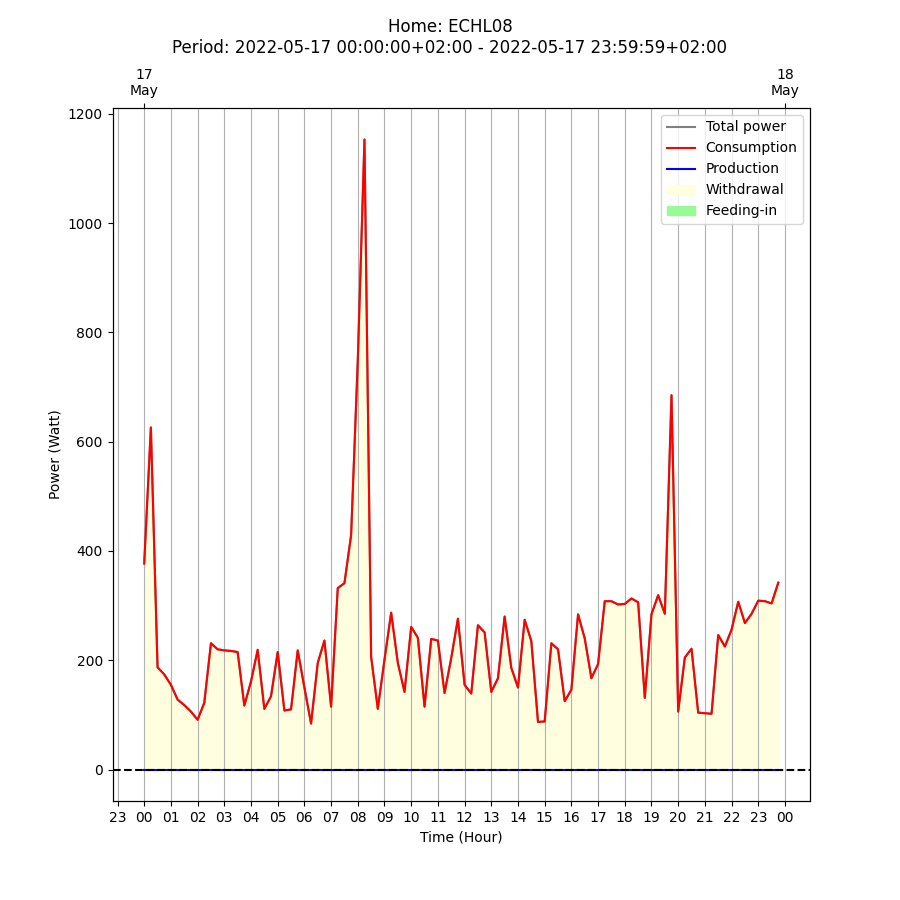 Home: ECHL08
Period: 2022-05-17 00:00:00+02:00 - 2022-05-17 23:59:59+02:00
17 18
May May
1200
1000
800
600
400
200
0
Power (Watt)
Total power
Consumption
Production
Withdrawal
Feeding-in
23 00 01 02 03 04 05 06 07 08 09 10 11 12 13 14 15 16 17 18 19 20 21 22 23 00
Time (Hour)